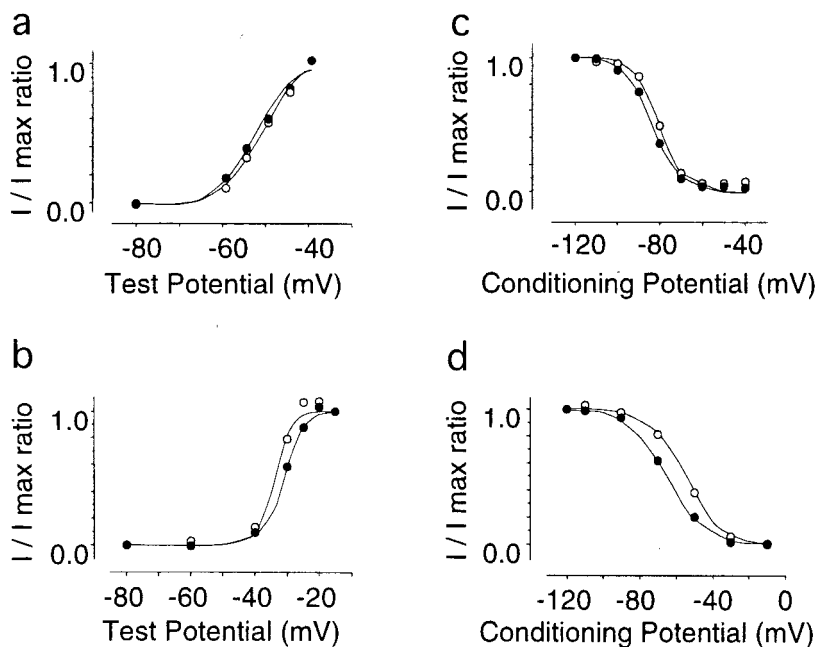 a
I / I max ratio
1.0
0.0
-80 -60 -40
Test Potential (mV)
c
I / I max ratio
1.0
0.0
-120 -80 -40
Conditioning Potential (mV)
b
I / I max ratio
1.0
0.0
-80 -60 -40 -20
Test Potential (mV)
d
I / I max ratio
1.0
0.0
-120 -80 -40 0
Conditioning Potential (mV)